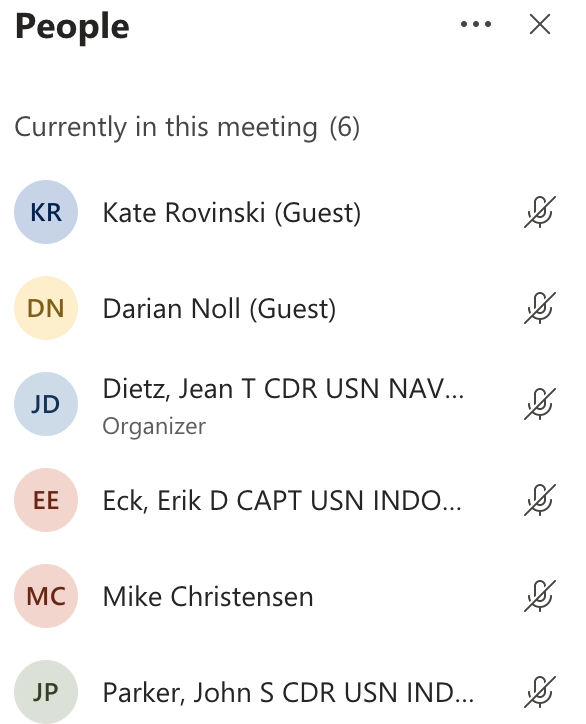 People
Currently in this meeting (6)
KR Kate Rovinski (Guest)
DN Darian Noll (Guest)
JD Dietz, Jean T CDR USN NAV...
Organizer
EE Eck, Erik D CAPT USN INDO...
MC Mike Christensen
JP Parker, John S CDR USN IND...